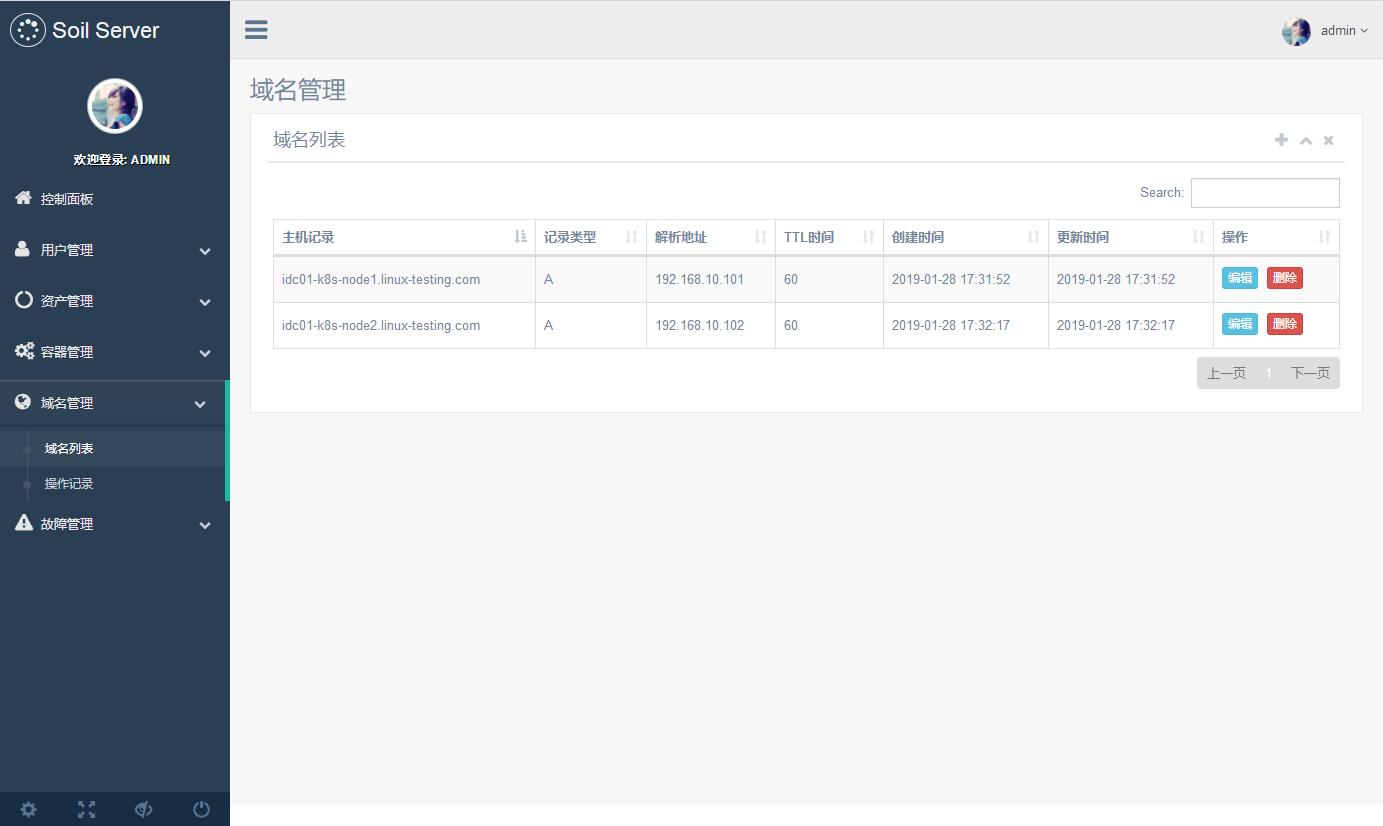 Soil Server
欢迎登录: ADMIN
控制面板
用户管理
资产管理
容器管理
域名管理
域名列表
操作记录
故障管理
admin
域名管理
域名列表
Search:
主机记录 记录类型 解析地址 TTL时间 创建时间 更新时间 操作
idc01-k8s-node1.linux-testing.com A 192.168.10.101 60 2019-01-28 17:31:52 2019-01-28 17:31:52 编辑 删除
idc01-k8s-node2.linux-testing.com A 192.168.10.102 60 2019-01-28 17:32:17 2019-01-28 17:32:17 编辑 删除
上一页 1 下一页